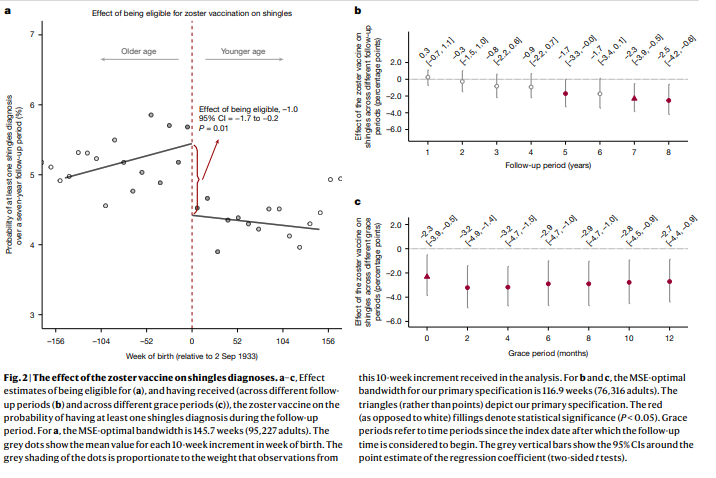 a
Effect of being eligible for zoster vaccination on shingles
Probability of at least one shingles diagnosis
over a seven-year follow-up period (%)
7
6
5
4
3
Older age
Younger age
Effect of being eligible, –1.0
95% CI = –1.7 to –0.2
P = 0.01
–156
–104
–52
0
52
104
156
Week of birth (relative to 2 Sep 1933)
b
Effect of the zoster vaccine on
shingles across different follow-up
periods (percentage points)
2.0
0
–2.0
–4.0
–6.0
0.3
[–0.7, 1.1]
–0.3
[–1.5, 1.0]
–0.8
[–2.2, 0.6]
–0.9
[–2.2, 0.7]
–1.7
[–3.3, –0.0]
–1.7
[–3.4, 0.1]
–2.3
[–3.9, –0.5]
–2.5
[–4.2, –0.6]
1
2
3
4
5
6
7
8
Follow-up period (years)
c
Effect of the zoster vaccine on
shingles across different grace
periods (percentage points)
2.0
0
–2.0
–4.0
–6.0
–2.3
[–3.9, –0.5]
–3.2
[–4.9, –1.4]
–3.2
[–4.7, –1.5]
–2.9
[–4.7, –1.0]
–2.9
[–4.7, –1.0]
–2.8
[–4.5, –0.9]
–2.7
[–4.4, –0.9]
0
2
4
6
8
10
12
Grace period (months)
Fig. 2 | The effect of the zoster vaccine on shingles diagnoses. a–c, Effect
estimates of being eligible for (a), and having received (across different follow-
up periods (b) and across different grace periods (c)), the zoster vaccine on the
probability of having at least one shingles diagnosis during the follow-up
period. For a, the MSE-optimal bandwidth is 145.7 weeks (95,227 adults). The
grey dots show the mean value for each 10-week increment in week of birth. The
grey shading of the dots is proportionate to the weight that observations from
this 10-week increment received in the analysis. For b and c, the MSE-optimal
bandwidth for our primary specification is 116.9 weeks (76,316 adults). The
triangles (rather than points) depict our primary specification. The red
(as opposed to white) fillings denote statistical significance (P < 0.05). Grace
periods refer to time periods since the index date after which the follow-up
time is considered to begin. The grey vertical bars show the 95% CIs around the
point estimate of the regression coefficient (two-sided t tests).